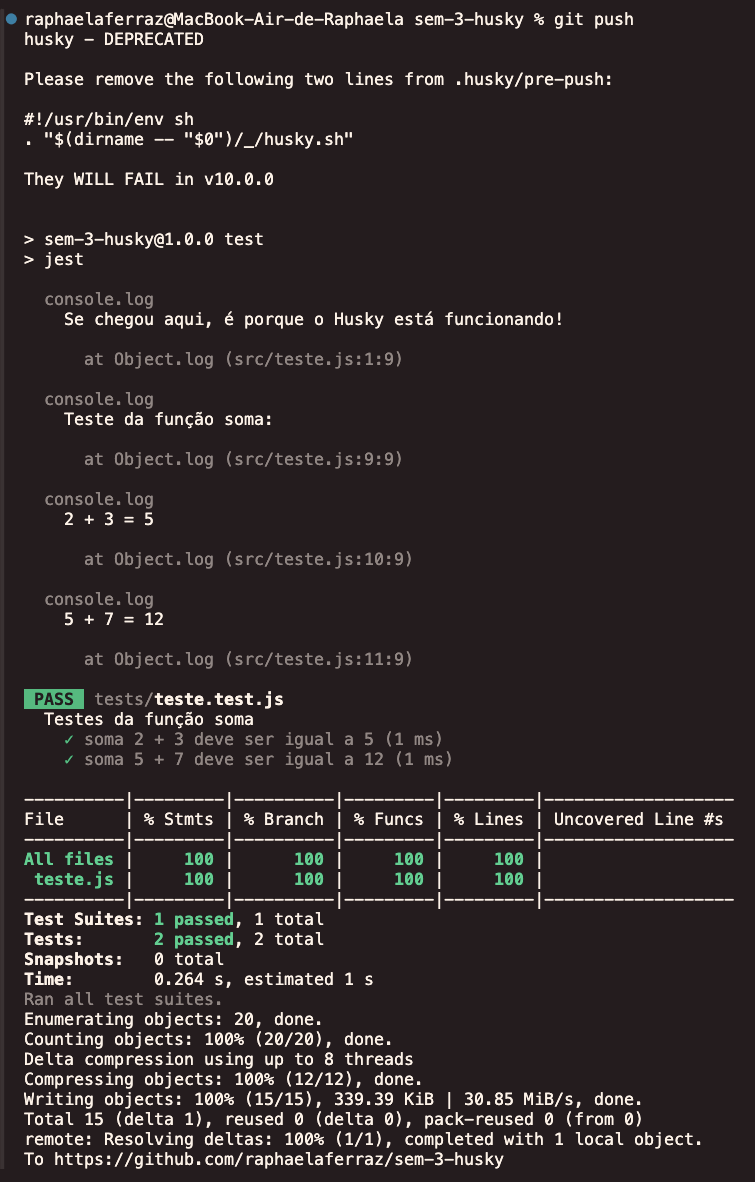 raphaelaferraz@MacBook-Air-de-Raphaela sem-3-husky % git push
husky - DEPRECATED
Please remove the following two lines from .husky/pre-push:
#!/usr/bin/env sh
. "$(dirname -- "$0")/_/husky.sh"
They WILL FAIL in v10.0.0
> sem-3-husky@1.0.0 test
> jest
console.log
Se chegou aqui, é porque o Husky está funcionando!
at Object.log (src/teste.js:1:9)
console.log
Teste da função soma:
at Object.log (src/teste.js:9:9)
console.log
2 + 3 = 5
at Object.log (src/teste.js:10:9)
console.log
5 + 7 = 12
at Object.log (src/teste.js:11:9)
PASS tests/teste.test.js
Testes da função soma
✓ soma 2 + 3 deve ser igual a 5 (1 ms)
✓ soma 5 + 7 deve ser igual a 12 (1 ms)
----------|---------|----------|---------|---------|-------------------
File      | % Stmts | % Branch | % Funcs | % Lines | Uncovered Line #s
----------|---------|----------|---------|---------|-------------------
All files |     100 |      100 |     100 |     100 |
 teste.js |     100 |      100 |     100 |     100 |
----------|---------|----------|---------|---------|-------------------
Test Suites: 1 passed, 1 total
Tests:       2 passed, 2 total
Snapshots:   0 total
Time:        0.264 s, estimated 1 s
Ran all test suites.
Enumerating objects: 20, done.
Counting objects: 100% (20/20), done.
Delta compression using up to 8 threads
Compressing objects: 100% (12/12), done.
Writing objects: 100% (15/15), 339.39 KiB | 30.85 MiB/s, done.
Total 15 (delta 1), reused 0 (delta 0), pack-reused 0 (from 0)
remote: Resolving deltas: 100% (1/1), completed with 1 local object.
To https://github.com/raphaelaferraz/sem-3-husky